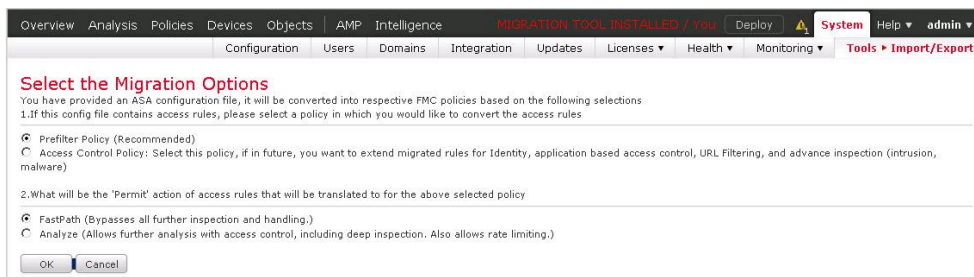 Overview Analysis Policies Devices Objects AMP Intelligence MIGRATION TOOL INSTALLED / You Deploy 1 System Help ▾ admin ▾
Configuration Users Domains Integration Updates Licenses ▾ Health ▾ Monitoring ▾ Tools ▸ Import/Export
Select the Migration Options
You have provided an ASA configuration file, it will be converted into respective FMC policies based on the following selections
1.If this config file contains access rules, please select a policy in which you would like to convert the access rules
Prefilter Policy (Recommended)
Access Control Policy: Select this policy, if in future, you want to extend migrated rules for Identity, application based access control, URL Filtering, and advance inspection (intrusion,
malware)
2.What will be the 'Permit' action of access rules that will be translated to for the above selected policy
FastPath (Bypasses all further inspection and handling.)
Analyze (Allows further analysis with access control, including deep inspection. Also allows rate limiting.)
OK Cancel